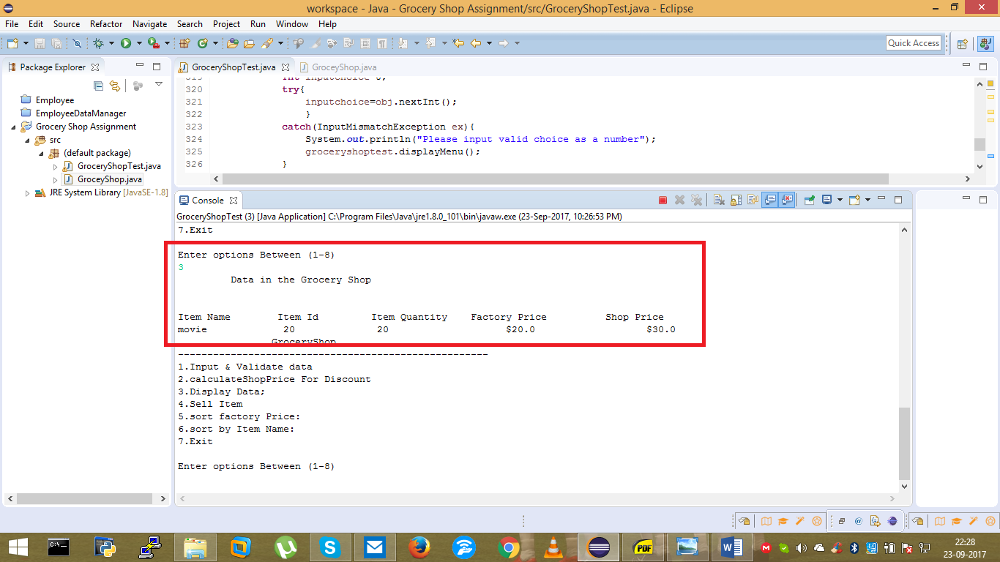 workspace - Java - Grocery Shop Assignment/src/GroceryShopTest.java - Eclipse
File Edit Source Refactor Navigate Search Project Run Window Help
Quick Access
Package Explorer
GroceryShopTest.java
GroceyShop.java
Employee
EmployeeDataManager
Grocery Shop Assignment
src
(default package)
GroceryShopTest.java
GroceyShop.java
JRE System Library [JavaSE-1.8]
319 int inputchoice 0;
320 try{
321 inputchoice=obj.nextInt();
322 }
323 catch(InputMismatchException ex){
324 System.out.println("Please input valid choice as a number");
325 groceryshoptest.displayMenu();
326 }
Console
GroceryShopTest (3) [Java Application] C:\Program Files\Java\jre1.8.0_101\bin\javaw.exe (23-Sep-2017, 10:26:53 PM)
7.Exit
Enter options Between (1-8)
3
Data in the Grocery Shop
Item Name Item Id Item Quantity Factory Price Shop Price
movie 20 20 $20.0 $30.0
GroceryShop
-----------------------------------------------------
1.Input & Validate data
2.calculateShopPrice For Discount
3.Display Data;
4.Sell Item
5.sort factory Price:
6.sort by Item Name:
7.Exit
Enter options Between (1-8)
C:\_
PDF
22:28
23-09-2017